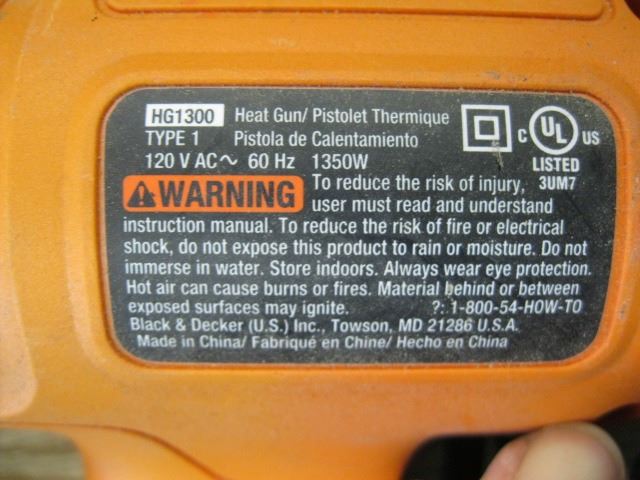 HG1300 Heat Gun/ Pistolet Thermique
TYPE 1 Pistola de Calentamiento
120 V AC~ 60 Hz 1350W
C UL US
LISTED
3UM7
WARNING To reduce the risk of injury,
user must read and understand
instruction manual. To reduce the risk of fire or electrical
shock, do not expose this product to rain or moisture. Do not
immerse in water. Store indoors. Always wear eye protection.
Hot air can cause burns or fires. Material behind or between
exposed surfaces may ignite. ?: 1-800-54-HOW-TO
Black & Decker (U.S.) Inc., Towson, MD 21286 U.S.A.
Made in China/ Fabriqué en Chine/ Hecho en China